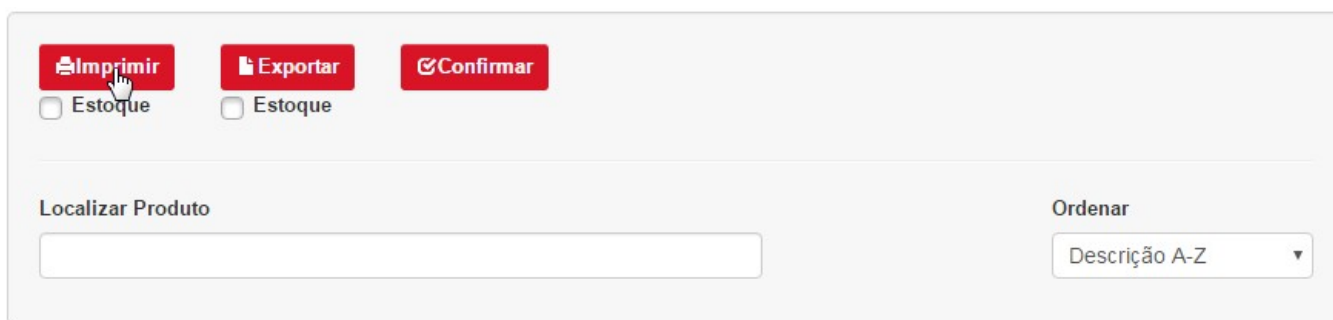 Imprimir Exportar Confirmar
Estoque Estoque
Localizar Produto Ordenar
Descrição A-Z